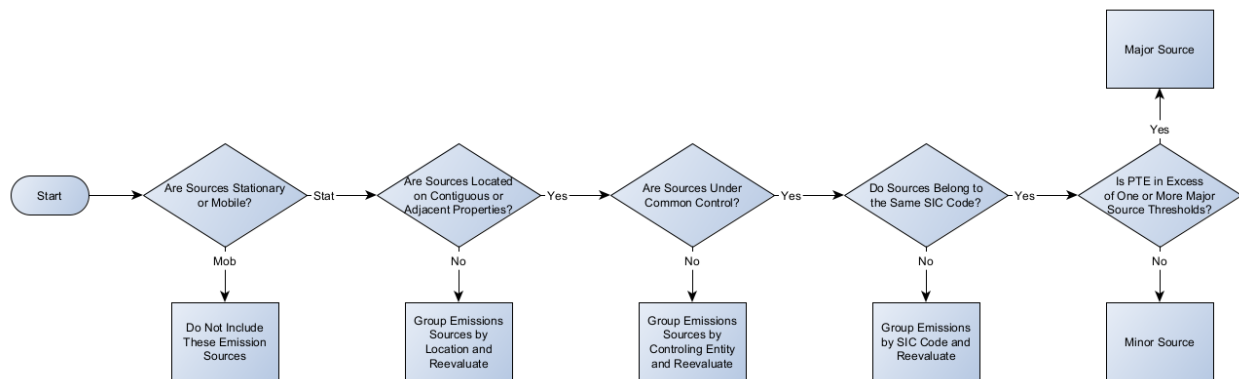 Major Source
Yes
Start
Are Sources Stationary
or Mobile?
Stat
Are Sources Located
on Contiguous or
Adjacent Properties?
Yes
Are Sources Under
Common Control?
Yes
Do Sources Belong to
the Same SIC Code?
Yes
Is PTE in Excess
of One or More Major
Source Thresholds?
Mob
No
No
No
No
Do Not Include
These Emission
Sources
Group Emissions
Sources by
Location and
Reevaluate
Group Emissions
Sources by
Controling Entity
and Reevaluate
Group Emissions
by SIC Code and
Reevaluate
Minor Source